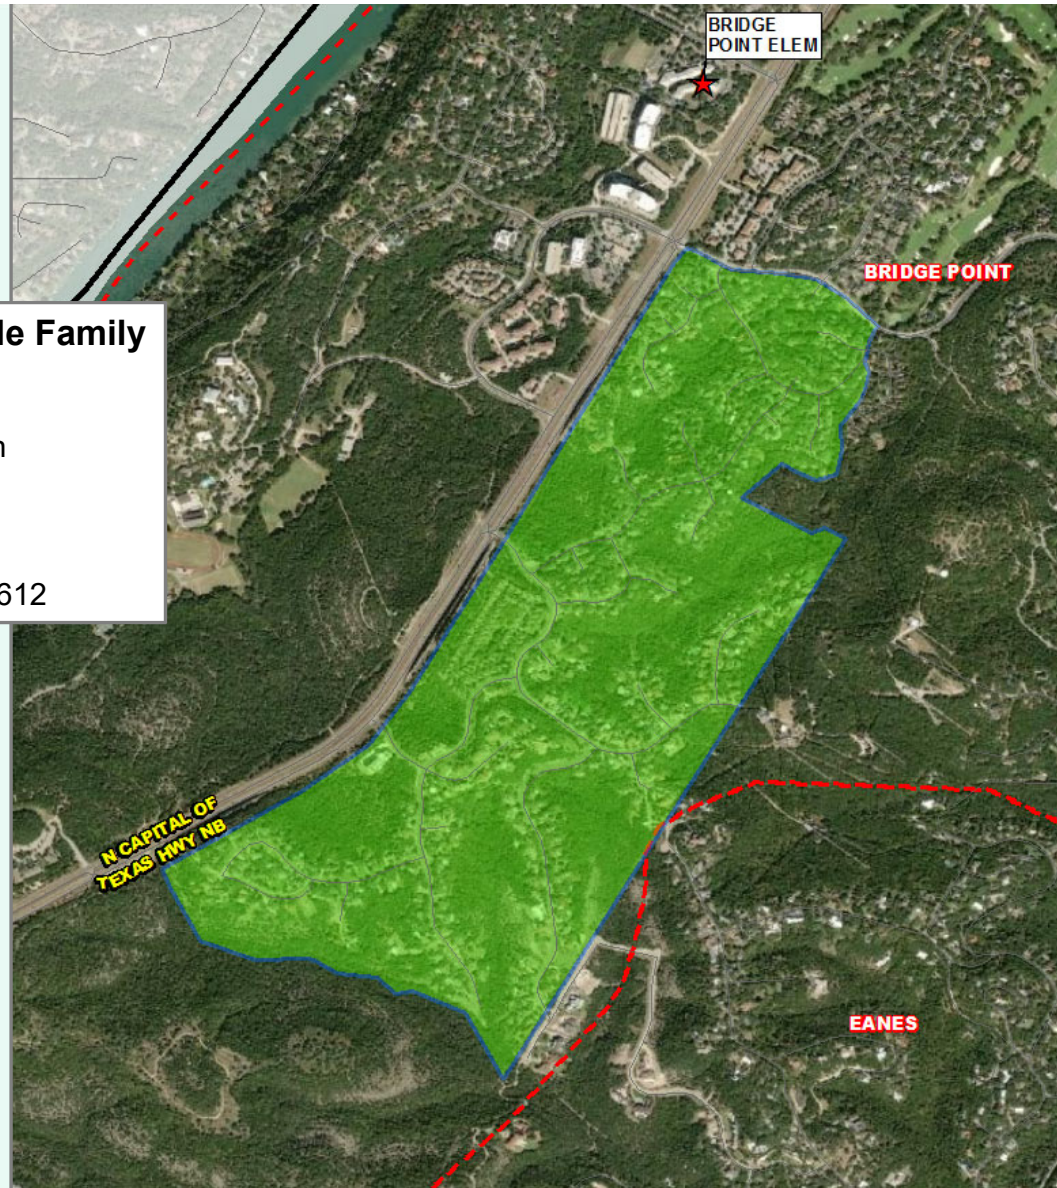 BRIDGE
POINT ELEM
BRIDGE POINT
le Family
n
612
N CAPITAL OF
TEXAS HWY NB
EANES